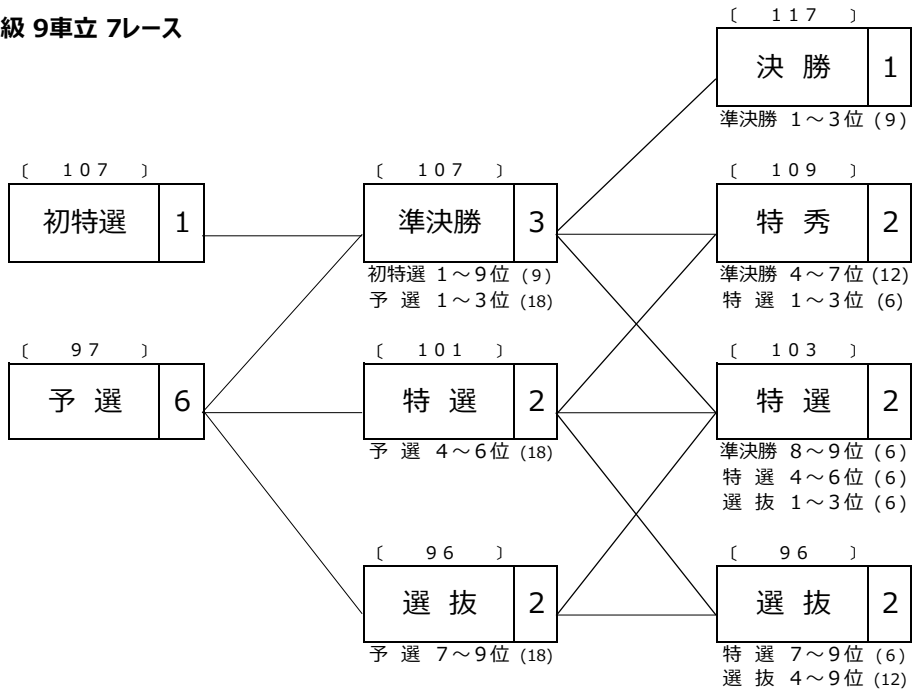 級 9車立 7レース
〔 117 〕
決 勝 1
準決勝 1～3位 (9)
〔 107 〕
初特選 1
〔 107 〕
準決勝 3
初特選 1～9位 (9)
予 選 1～3位 (18)
〔 109 〕
特 秀 2
準決勝 4～7位 (12)
特 選 1～3位 (6)
〔 97 〕
予 選 6
〔 101 〕
特 選 2
予 選 4～6位 (18)
〔 103 〕
特 選 2
準決勝 8～9位 (6)
特 選 4～6位 (6)
選 抜 1～3位 (6)
〔 96 〕
選 抜 2
予 選 7～9位 (18)
〔 96 〕
選 抜 2
特 選 7～9位 (6)
選 抜 4～9位 (12)